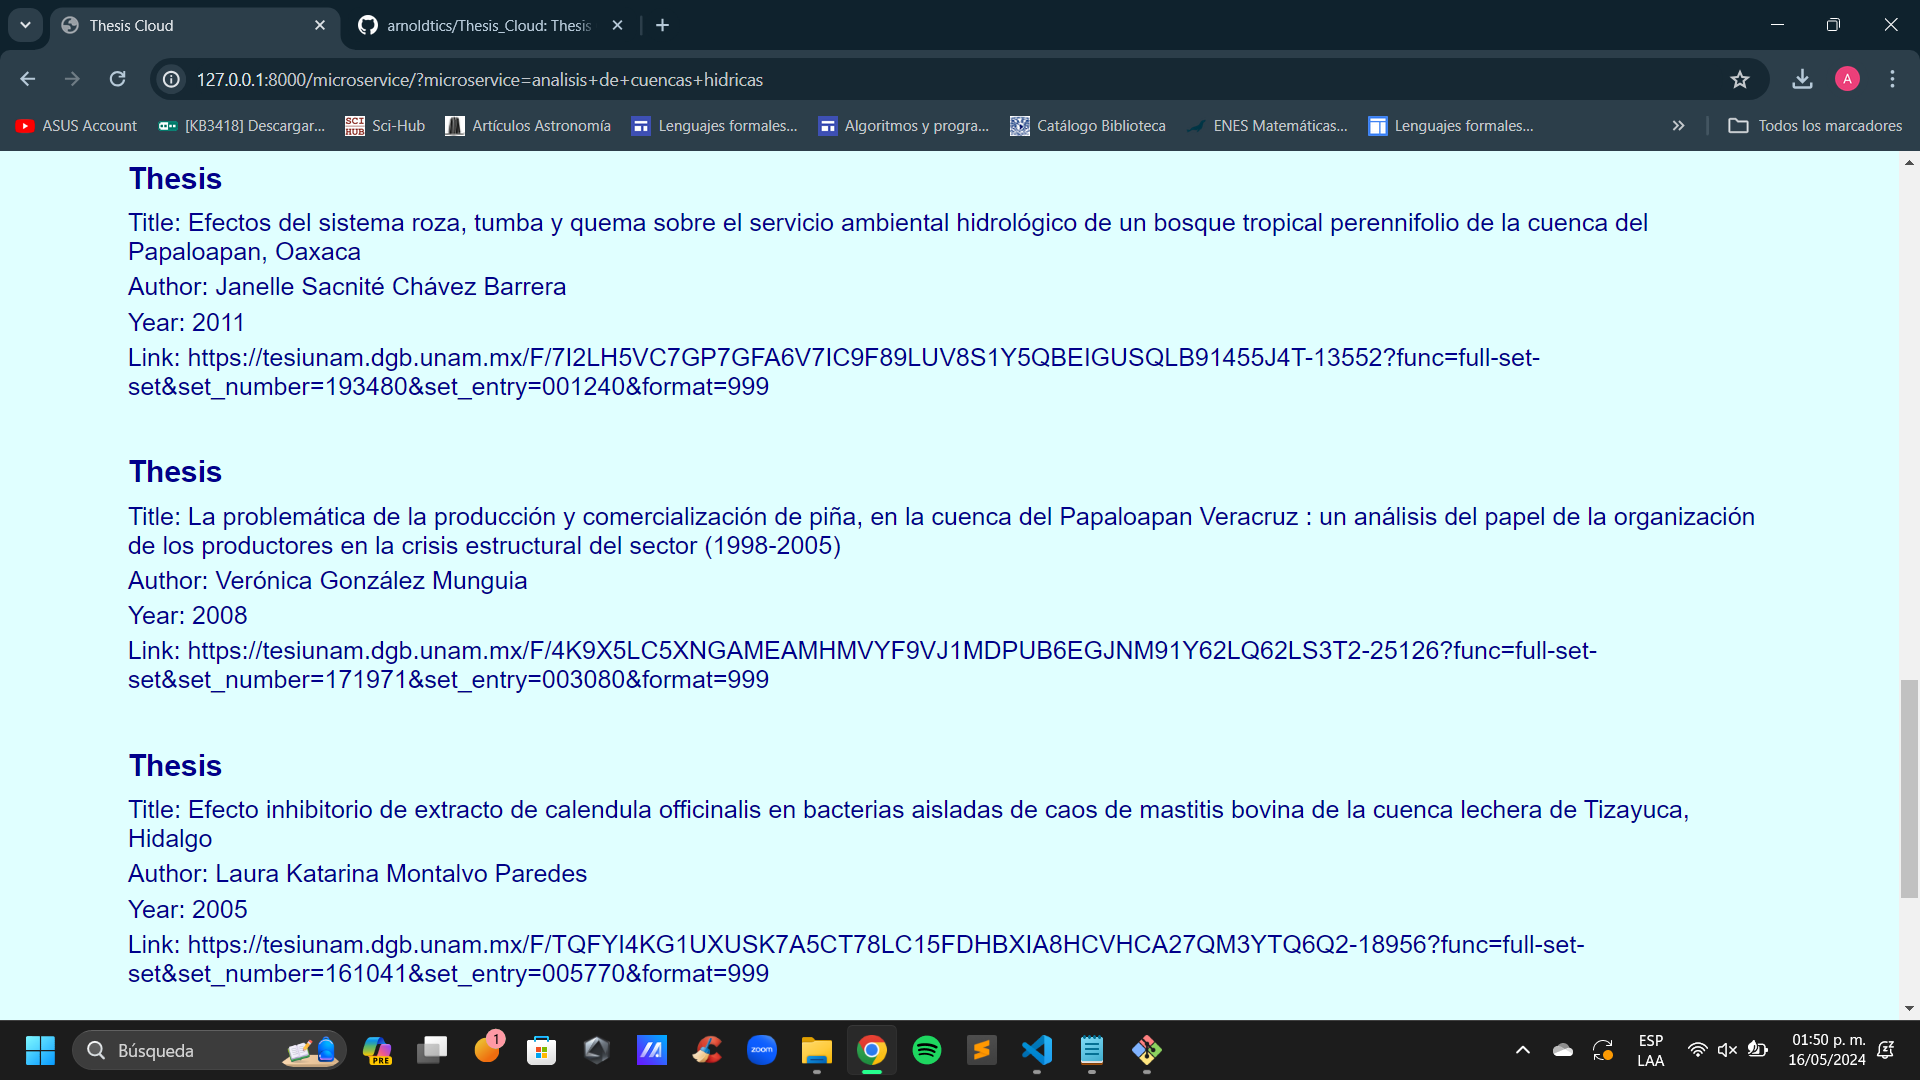 Thesis Cloud
arnoldtics/Thesis_Cloud: Thesis
127.0.0.1:8000/microservice/?microservice=analisis+de+cuencas+hidricas
A
ASUS Account
[KB3418] Descargar...
SCI HUB
Sci-Hub
Artículos Astronomía
Lenguajes formales...
Algoritmos y progra...
Catálogo Biblioteca
ENES Matemáticas...
Lenguajes formales...
Todos los marcadores
Thesis
Title: Efectos del sistema roza, tumba y quema sobre el servicio ambiental hidrológico de un bosque tropical perennifolio de la cuenca del
Papaloapan, Oaxaca
Author: Janelle Sacnité Chávez Barrera
Year: 2011
Link: https://tesiunam.dgb.unam.mx/F/7I2LH5VC7GP7GFA6V7IC9F89LUV8S1Y5QBEIGUSQLB91455J4T-13552?func=full-set-
set&set_number=193480&set_entry=001240&format=999
Thesis
Title: La problemática de la producción y comercialización de piña, en la cuenca del Papaloapan Veracruz : un análisis del papel de la organización
de los productores en la crisis estructural del sector (1998-2005)
Author: Verónica González Munguia
Year: 2008
Link: https://tesiunam.dgb.unam.mx/F/4K9X5LC5XNGAMEAMHMVYF9VJ1MDPUB6EGJNM91Y62LQ62LS3T2-25126?func=full-set-
set&set_number=171971&set_entry=003080&format=999
Thesis
Title: Efecto inhibitorio de extracto de calendula officinalis en bacterias aisladas de caos de mastitis bovina de la cuenca lechera de Tizayuca,
Hidalgo
Author: Laura Katarina Montalvo Paredes
Year: 2005
Link: https://tesiunam.dgb.unam.mx/F/TQFYI4KG1UXUSK7A5CT78LC15FDHBXIA8HCVHCA27QM3YTQ6Q2-18956?func=full-set-
set&set_number=161041&set_entry=005770&format=999
Búsqueda
PRE
1
zoom
ESP
LAA
01:50 p. m.
16/05/2024